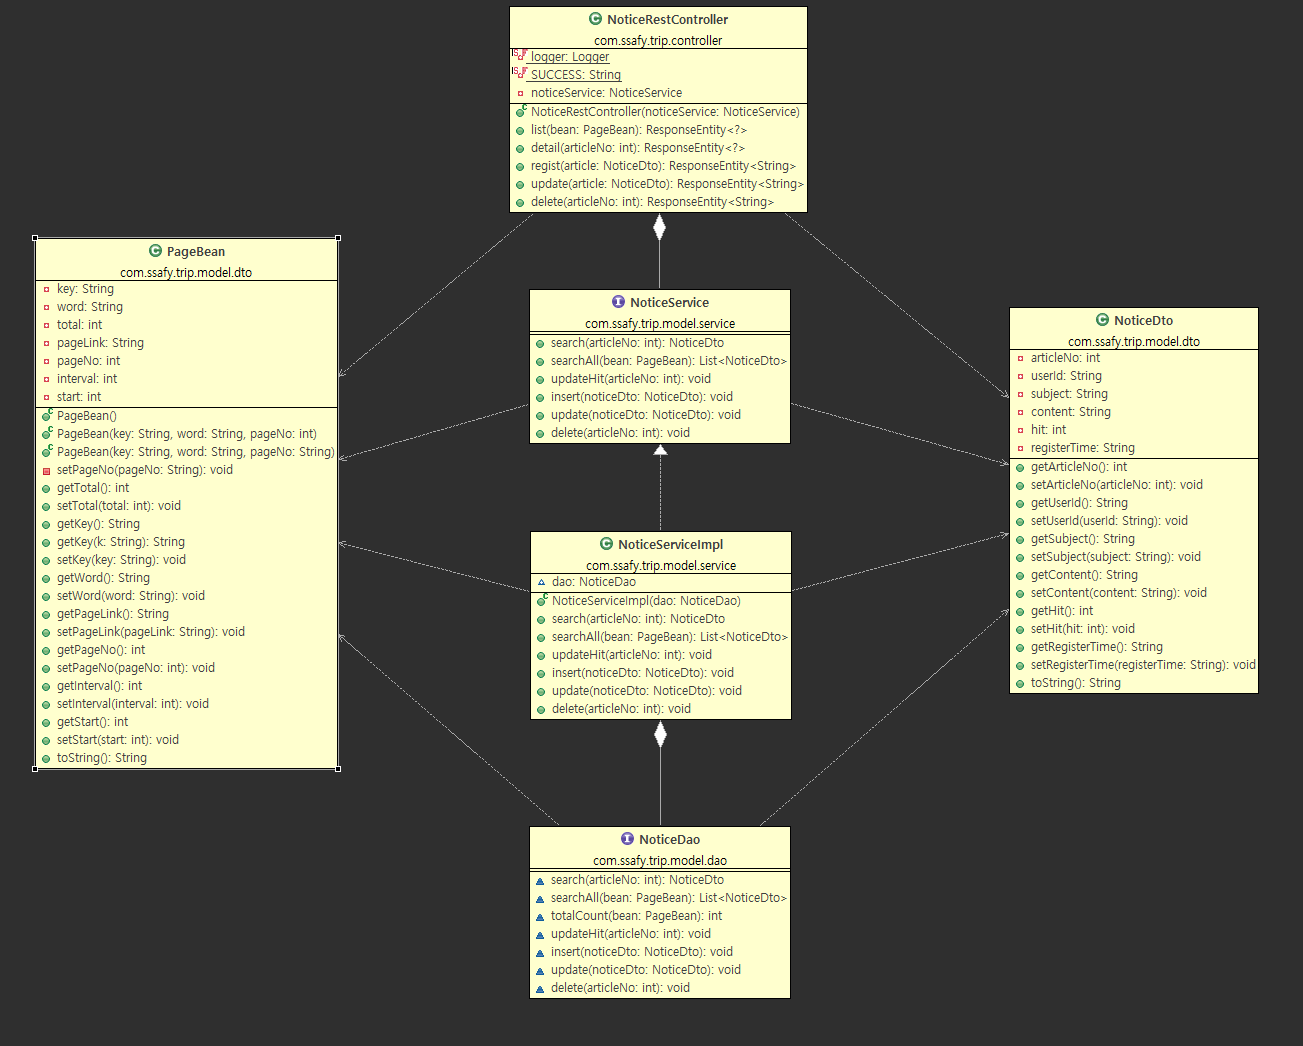 NoticeRestController
com.ssafy.trip.controller
logger: Logger
SUCCESS: String
noticeService: NoticeService
NoticeRestController(noticeService: NoticeService)
list(bean: PageBean): ResponseEntity<?>
detail(articleNo: int): ResponseEntity<?>
regist(article: NoticeDto): ResponseEntity<String>
update(article: NoticeDto): ResponseEntity<String>
delete(articleNo: int): ResponseEntity<String>
PageBean
com.ssafy.trip.model.dto
key: String
word: String
total: int
pageLink: String
pageNo: int
interval: int
start: int
PageBean()
PageBean(key: String, word: String, pageNo: int)
PageBean(key: String, word: String, pageNo: String)
setPageNo(pageNo: String): void
getTotal(): int
setTotal(total: int): void
getKey(): String
getKey(k: String): String
setKey(key: String): void
getWord(): String
setWord(word: String): void
getPageLink(): String
setPageLink(pageLink: String): void
getPageNo(): int
setPageNo(pageNo: int): void
getInterval(): int
setInterval(interval: int): void
getStart(): int
setStart(start: int): void
toString(): String
NoticeService
com.ssafy.trip.model.service
search(articleNo: int): NoticeDto
searchAll(bean: PageBean): List<NoticeDto>
updateHit(articleNo: int): void
insert(noticeDto: NoticeDto): void
update(noticeDto: NoticeDto): void
delete(articleNo: int): void
NoticeDto
com.ssafy.trip.model.dto
articleNo: int
userId: String
subject: String
content: String
hit: int
registerTime: String
getArticleNo(): int
setArticleNo(articleNo: int): void
getUserId(): String
setUserId(userId: String): void
getSubject(): String
setSubject(subject: String): void
getContent(): String
setContent(content: String): void
getHit(): int
setHit(hit: int): void
getRegisterTime(): String
setRegisterTime(registerTime: String): void
toString(): String
NoticeServiceImpl
com.ssafy.trip.model.service
dao: NoticeDao
NoticeServiceImpl(dao: NoticeDao)
search(articleNo: int): NoticeDto
searchAll(bean: PageBean): List<NoticeDto>
updateHit(articleNo: int): void
insert(noticeDto: NoticeDto): void
update(noticeDto: NoticeDto): void
delete(articleNo: int): void
NoticeDao
com.ssafy.trip.model.dao
search(articleNo: int): NoticeDto
searchAll(bean: PageBean): List<NoticeDto>
totalCount(bean: PageBean): int
updateHit(articleNo: int): void
insert(noticeDto: NoticeDto): void
update(noticeDto: NoticeDto): void
delete(articleNo: int): void